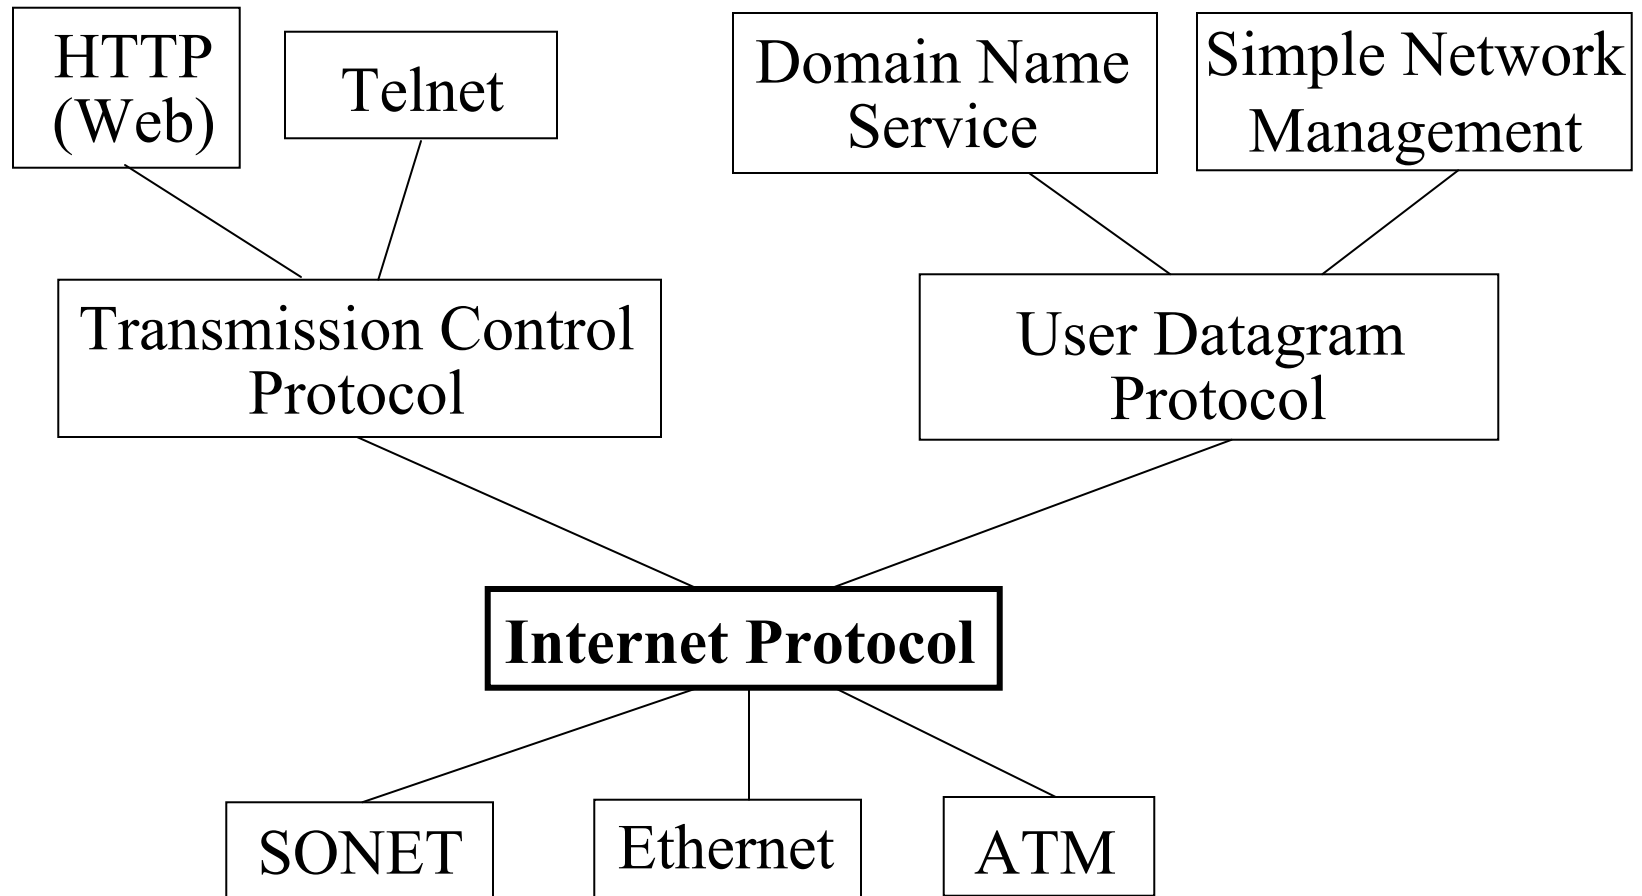 HTTP
(Web)
Telnet
Domain Name
Service
Simple Network
Management
Transmission Control
Protocol
User Datagram
Protocol
Internet Protocol
SONET
Ethernet
ATM